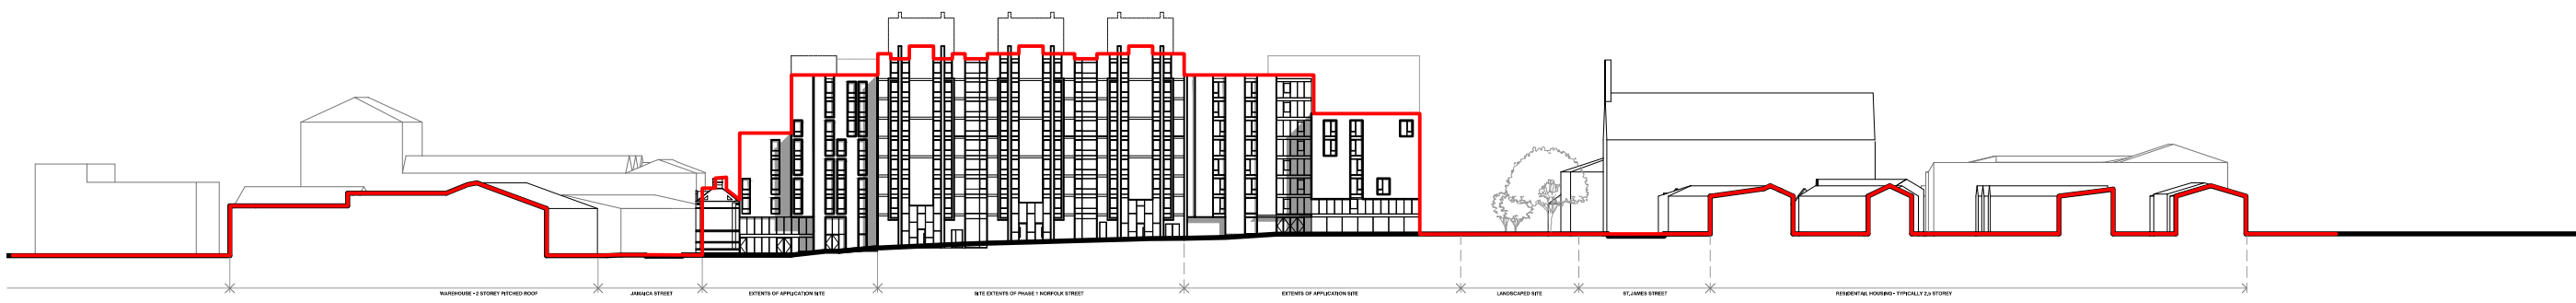 WAREHOUSE - 2 STOREY PITCHED ROOF
JAMAICA STREET
EXTENTS OF APPLICATION SITE
SITE EXTENTS OF PHASE 1 NORFOLK STREET
EXTENTS OF APPLICATION SITE
LANDSCAPED SITE
ST.JAMES STREET
RESIDENTAIL HOUSING - TYPICALLY 2.5 STOREY